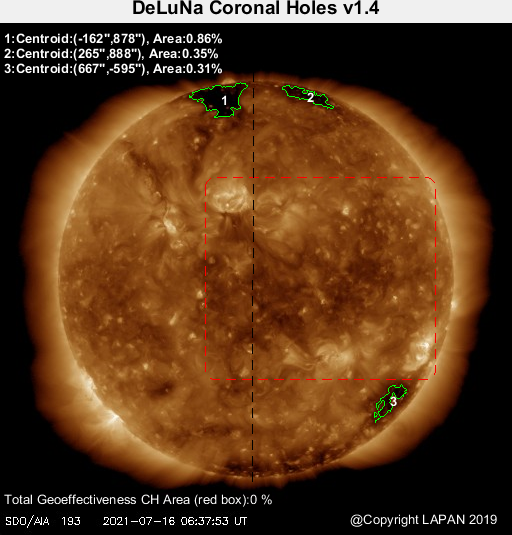 DeLuNa Coronal Holes v1.4
1:Centroid:(-162",878"), Area:0.86%
2:Centroid:(265",888"), Area:0.35%
3:Centroid:(667",-595"), Area:0.31%
1
2
3
Total Geoeffectiveness CH Area (red box):0 %
SDO/AIA 193 2021-07-16 06:37:53 UT
@Copyright LAPAN 2019